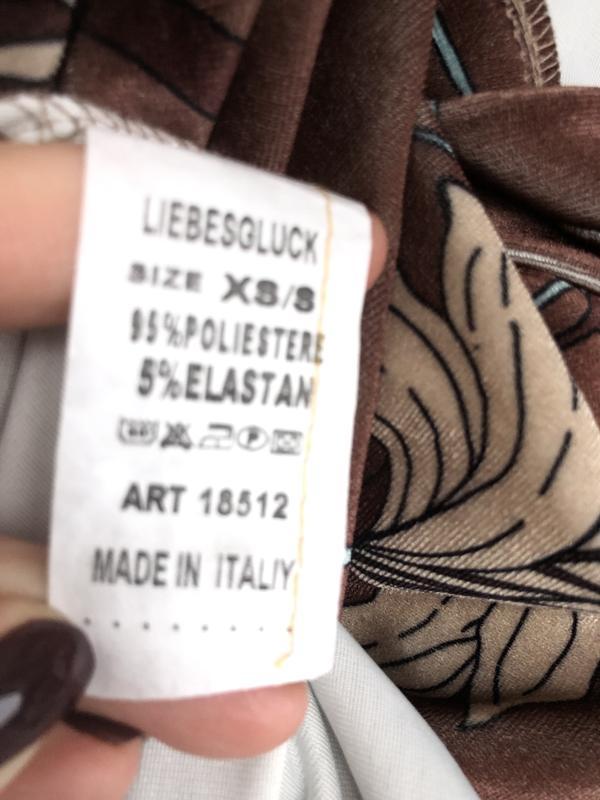 LIEBESGLUCK
SIZE XS/S
95%POLIESTERE
5%ELASTAN
ART 18512
MADE IN ITALIY